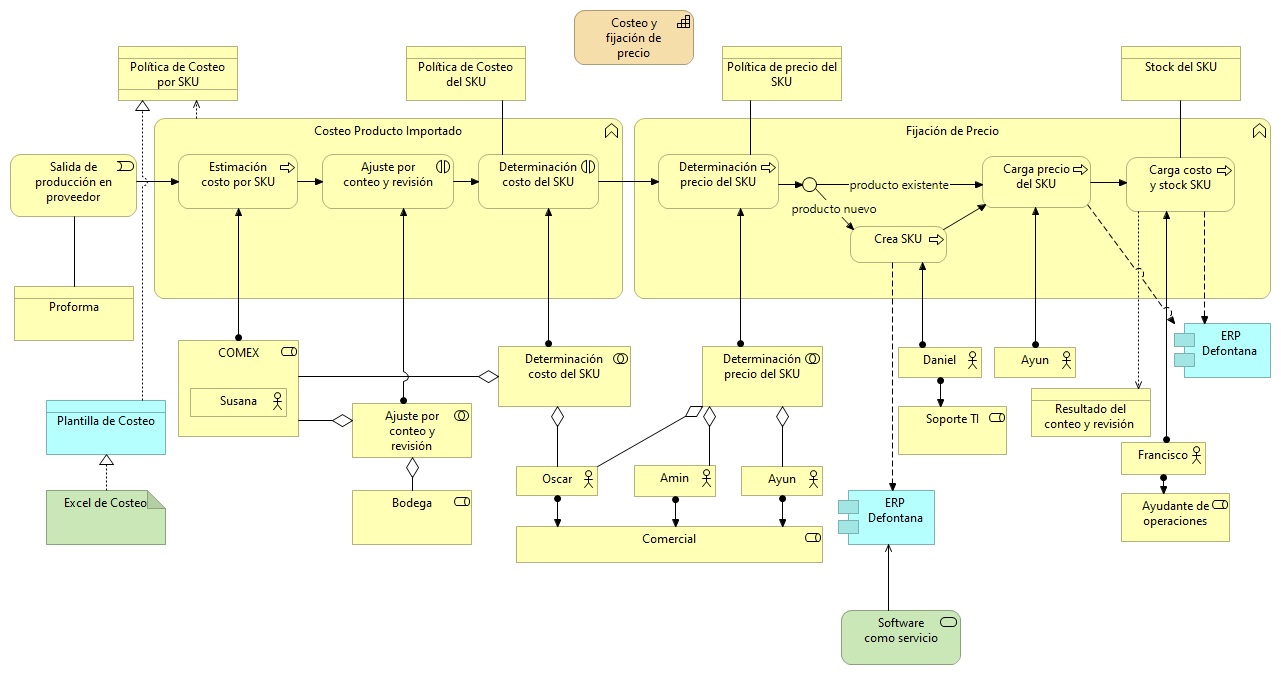 Costeo y
fijación de
precio
Política de Costeo
por SKU
Política de Costeo
del SKU
Política de precio del
SKU
Stock del SKU
Costeo Producto Importado
Fijación de Precio
Salida de
producción en
proveedor
Estimación
costo por SKU
Ajuste por
conteo y revisión
Determinación
costo del SKU
Determinación
precio del SKU
producto existente
producto nuevo
Carga precio
del SKU
Carga costo
y stock SKU
Crea SKU
Proforma
COMEX
Susana
Determinación
costo del SKU
Determinación
precio del SKU
Daniel
Ayun
ERP
Defontana
Plantilla de Costeo
Ajuste por
conteo y
revisión
Soporte TI
Resultado del
conteo y revisión
Francisco
Oscar
Amin
Ayun
Excel de Costeo
Bodega
ERP
Defontana
Ayudante de
operaciones
Comercial
Software
como servicio